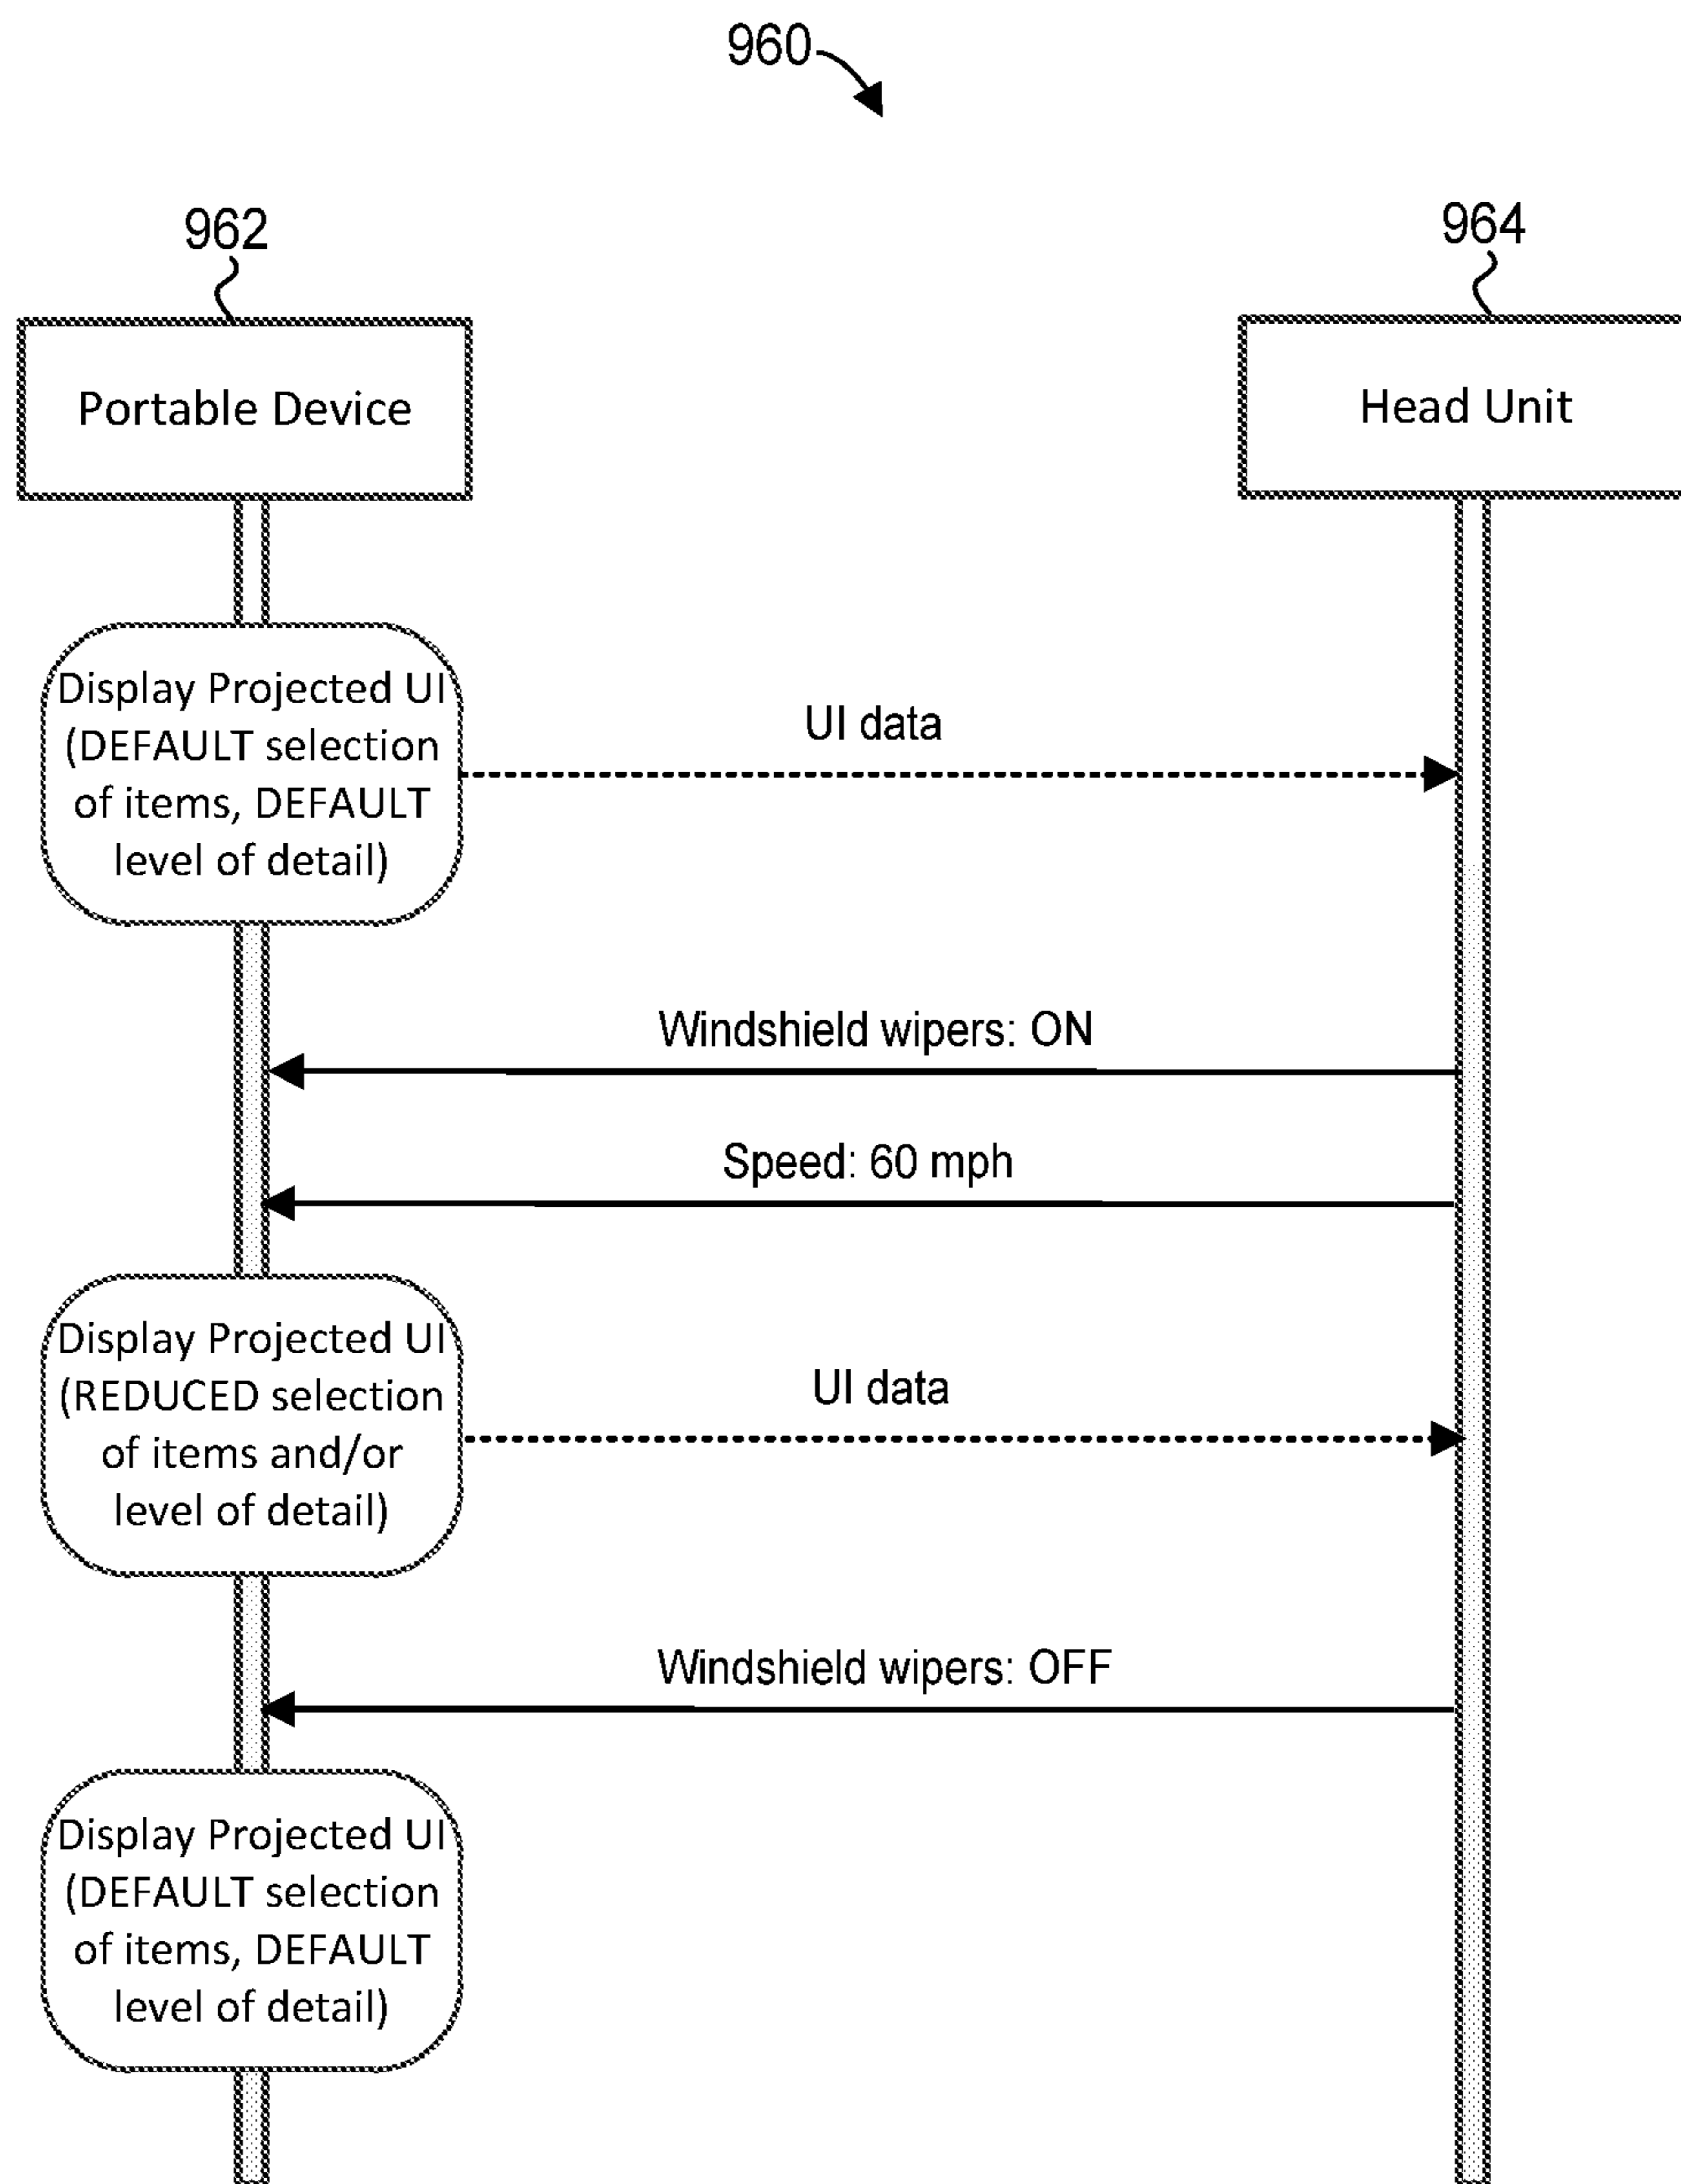 960
962
964
Portable Device
Head Unit
Display Projected UI
(DEFAULT selection
of items, DEFAULT
level of detail)
UI data
Windshield wipers: ON
Speed: 60 mph
Display Projected UI
(REDUCED selection
of items and/or
level of detail)
UI data
Windshield wipers: OFF
Display Projected UI
(DEFAULT selection
of items, DEFAULT
level of detail)